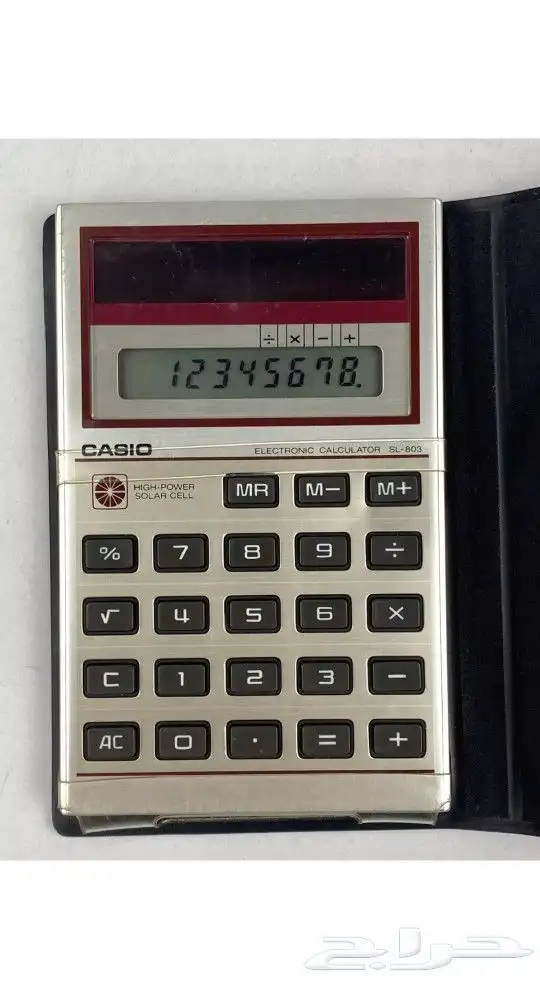 ÷ × − +
12345678.
CASIO ELECTRONIC CALCULATOR SL-803
HIGH-POWER
SOLAR CELL
MR M− M+
% 7 8 9 ÷
√ 4 5 6 ×
C 1 2 3 −
AC 0 · = +
حراج